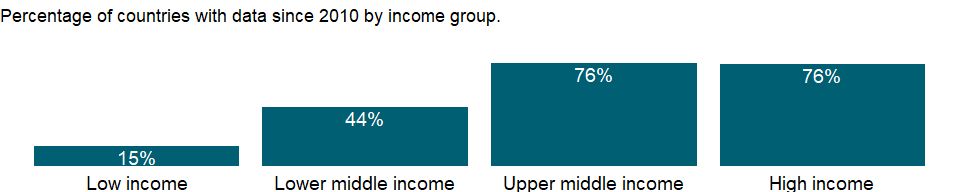 Percentage of countries with data since 2010 by income group.
76% 76%
44%
15%
Low income Lower middle income Upper middle income High income